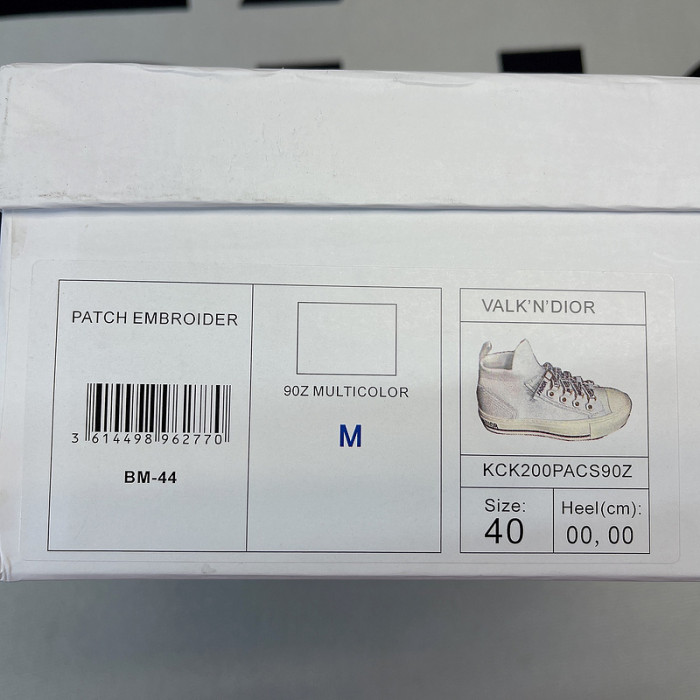 PATCH EMBROIDER
3 614498 962770
BM-44
90Z MULTICOLOR
M
VALK'N'DIOR
KCK200PACS90Z
Size:
40
Heel(cm):
00, 00